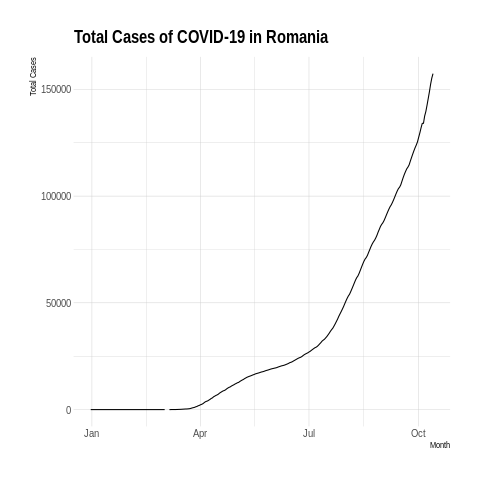 Total Cases of COVID-19 in Romania
Total Cases
150000
100000
50000
0
Jan Apr Jul Oct
Month